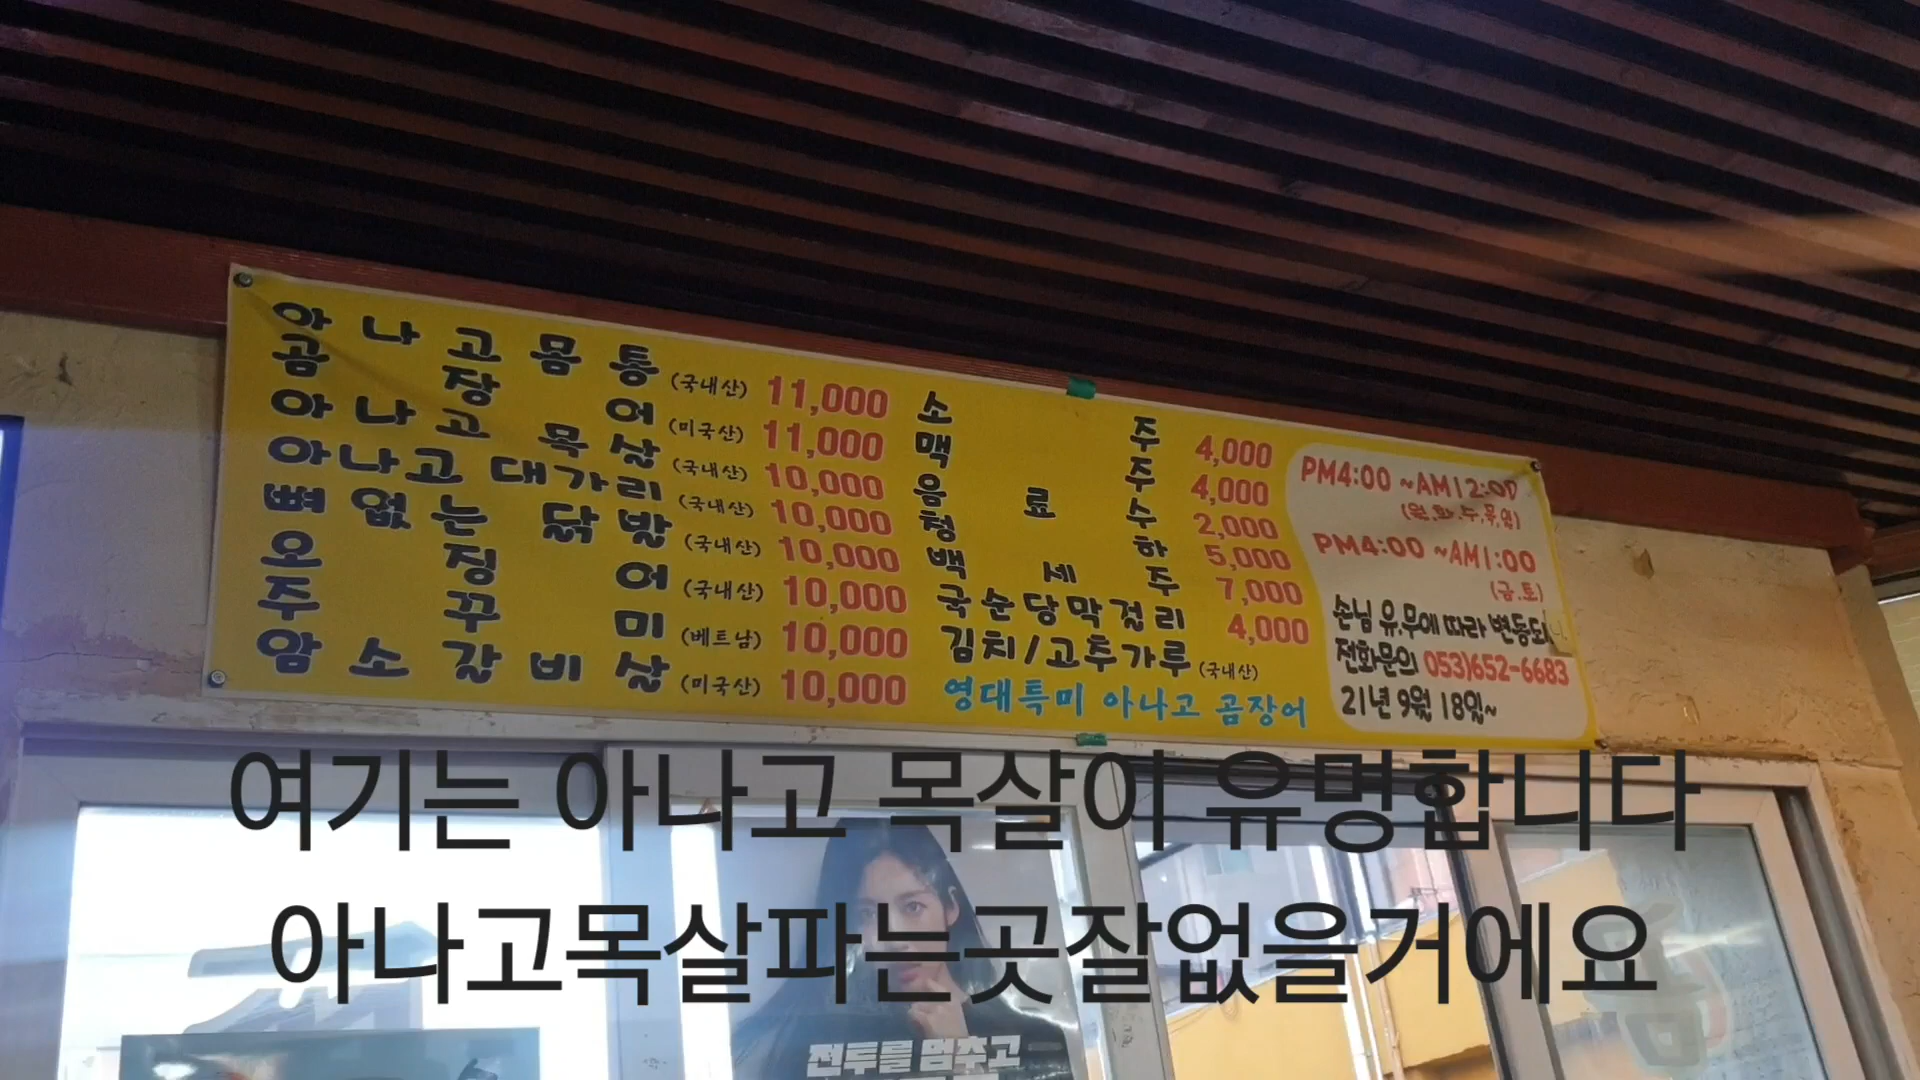 아나고몸통 (국내산) 11,000
곰장어 (미국산) 11,000
아나고목살 (국내산) 10,000
아나고대가리 (국내산) 10,000
뼈없는 닭발 (국내산) 10,000
오징어 (국내산) 10,000
주꾸미 (베트남) 10,000
암소갈비살 (미국산) 10,000
소주 4,000
맥주 4,000
음료수 2,000
청하 5,000
백세주 7,000
국순당막걸리 4,000
김치/고추가루 (국내산)
영대특미 아나고 곰장어
PM4:00 ~AM12:00
(월.화.수.목.일)
PM4:00 ~AM1:00
(금.토)
손님 유.무에 따라 변동되
전화문의 053)652-6683
21년 9월 18일~
여기는 아나고 목살이 유명합니다
아나고목살파는곳잘없을거에요
전투를 멈추고